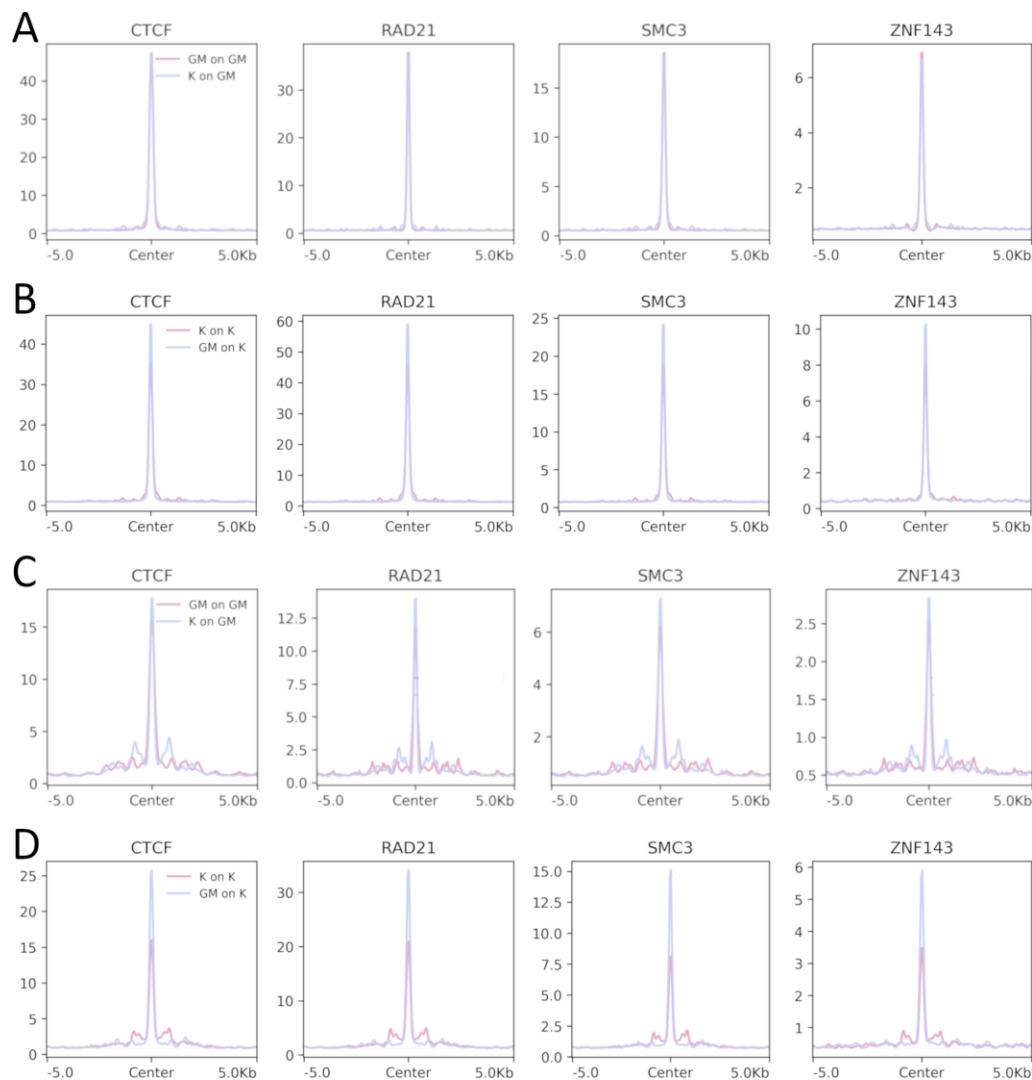 A
CTCF RAD21 SMC3 ZNF143
GM on GM
K on GM
40 30 20 10 0
30 20 10 0
15 10 5 0
6 4 2
-5.0 Center 5.0Kb -5.0 Center 5.0Kb -5.0 Center 5.0Kb -5.0 Center 5.0Kb
B
CTCF RAD21 SMC3 ZNF143
K on K
GM on K
40 30 20 10 0
60 50 40 30 20 10 0
25 20 15 10 5 0
10 8 6 4 2 0
-5.0 Center 5.0Kb -5.0 Center 5.0Kb -5.0 Center 5.0Kb -5.0 Center 5.0Kb
C
CTCF RAD21 SMC3 ZNF143
GM on GM
K on GM
15 10 5 0
12.5 10.0 7.5 5.0 2.5 0.0
6 4 2
2.5 2.0 1.5 1.0 0.5
-5.0 Center 5.0Kb -5.0 Center 5.0Kb -5.0 Center 5.0Kb -5.0 Center 5.0Kb
D
CTCF RAD21 SMC3 ZNF143
K on K
GM on K
25 20 15 10 5 0
30 20 10 0
15.0 12.5 10.0 7.5 5.0 2.5 0.0
6 5 4 3 2 1
-5.0 Center 5.0Kb -5.0 Center 5.0Kb -5.0 Center 5.0Kb -5.0 Center 5.0Kb